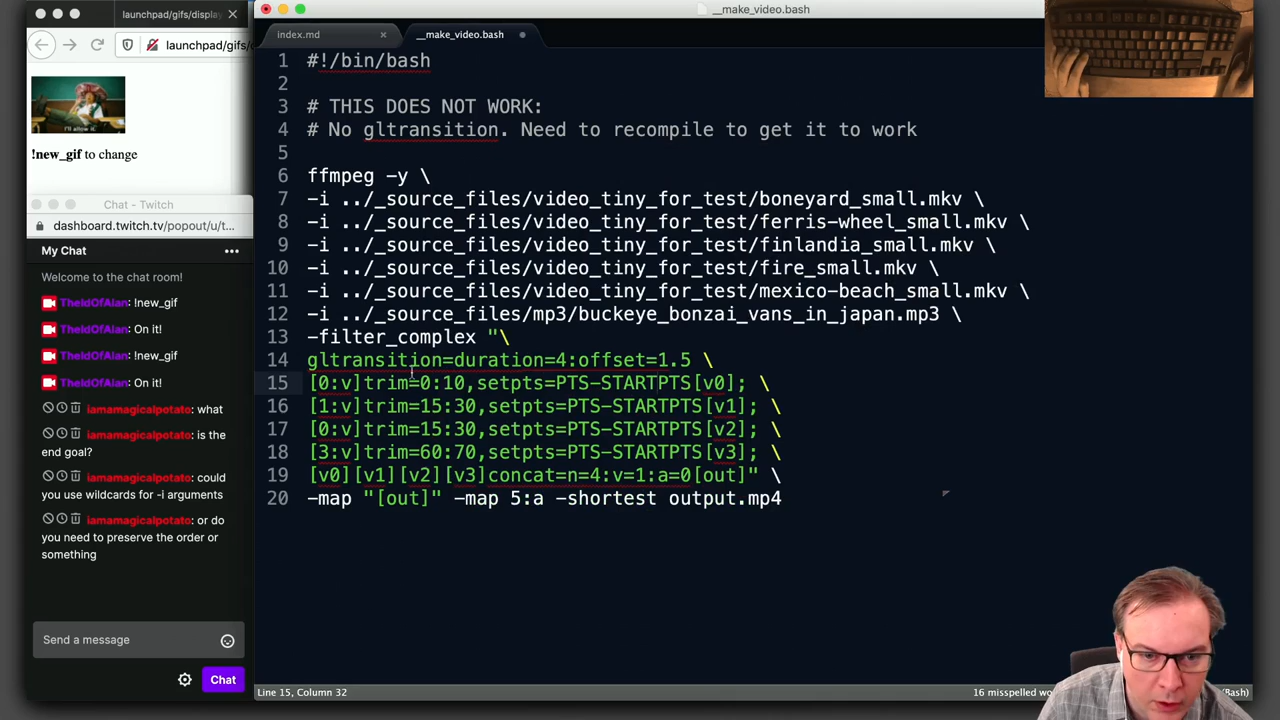 launchpad/gifs/display
launchpad/gifs/
I'll allow it.
!new_gif to change
Chat - Twitch
dashboard.twitch.tv/popout/u/t...
My Chat
Welcome to the chat room!
TheIdOfAlan: !new_gif
TheIdOfAlan: On it!
TheIdOfAlan: !new_gif
TheIdOfAlan: On it!
iamamagicalpotato: what
iamamagicalpotato: is the
end goal?
iamamagicalpotato: could
you use wildcards for -i arguments
iamamagicalpotato: or do
you need to preserve the order or
something
Send a message
Chat
__make_video.bash
index.md
__make_video.bash
1 #!/bin/bash
2
3 # THIS DOES NOT WORK:
4 # No gltransition. Need to recompile to get it to work
5
6 ffmpeg -y \
7 -i ../_source_files/video_tiny_for_test/boneyard_small.mkv \
8 -i ../_source_files/video_tiny_for_test/ferris-wheel_small.mkv \
9 -i ../_source_files/video_tiny_for_test/finlandia_small.mkv \
10 -i ../_source_files/video_tiny_for_test/fire_small.mkv \
11 -i ../_source_files/video_tiny_for_test/mexico-beach_small.mkv \
12 -i ../_source_files/mp3/buckeye_bonzai_vans_in_japan.mp3 \
13 -filter_complex "\
14 gltransition=duration=4:offset=1.5 \
15 [0:v]trim=0:10,setpts=PTS-STARTPTS[v0]; \
16 [1:v]trim=15:30,setpts=PTS-STARTPTS[v1]; \
17 [0:v]trim=15:30,setpts=PTS-STARTPTS[v2]; \
18 [3:v]trim=60:70,setpts=PTS-STARTPTS[v3]; \
19 [v0][v1][v2][v3]concat=n=4:v=1:a=0[out]" \
20 -map "[out]" -map 5:a -shortest output.mp4
Line 15, Column 32
16 misspelled
(Bash)